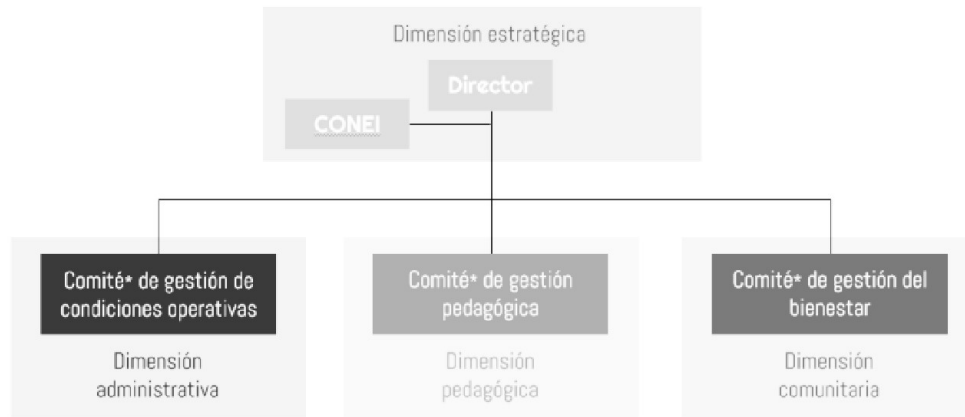 Dimensión estratégica
Director
CONEI
Comité* de gestión de
condiciones operativas
Dimensión
administrativa
Comité* de gestión
pedagógica
Dimensión
pedagógica
Comité* de gestión del
bienestar
Dimensión
comunitaria